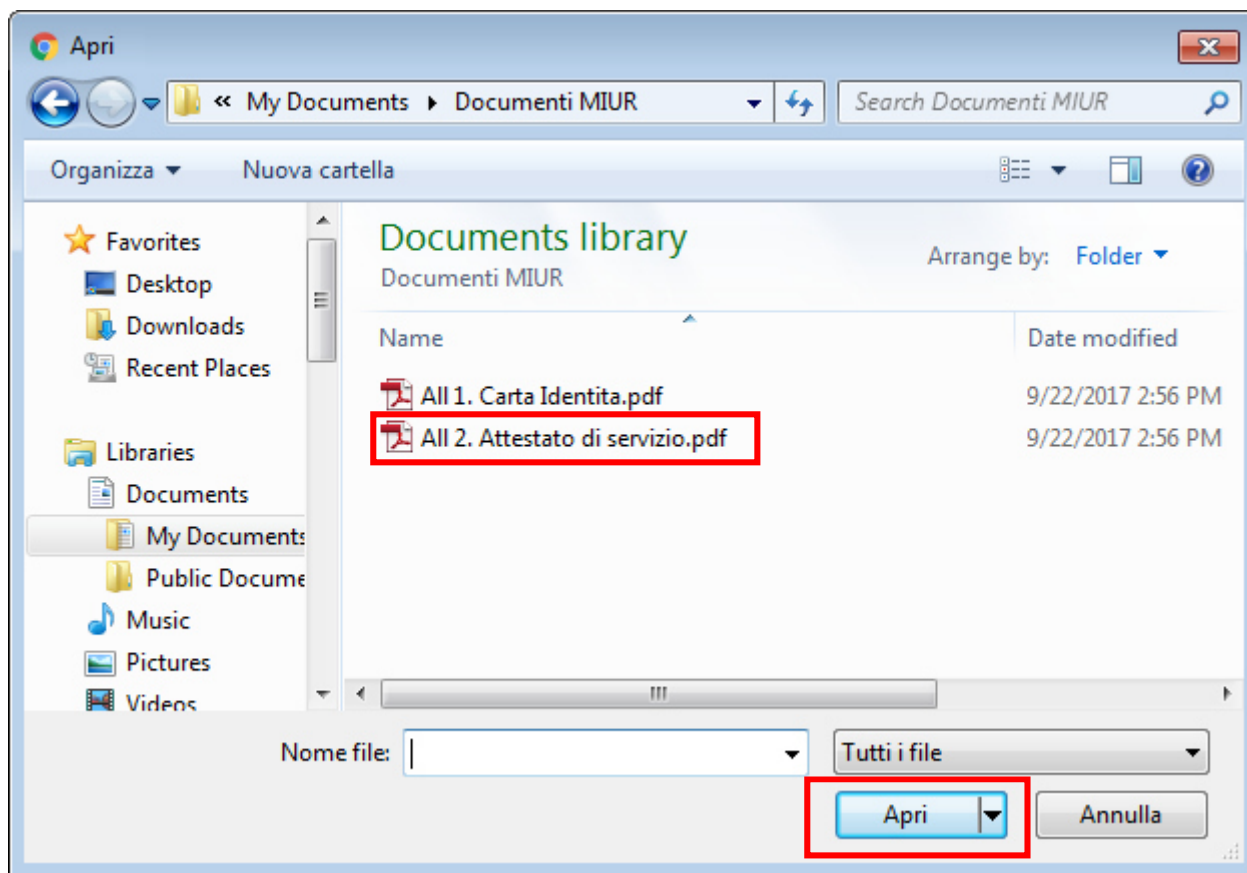 Apri
« My Documents Documenti MIUR
Search Documenti MIUR
Organizza
Nuova cartella
Favorites
Desktop
Downloads
Recent Places
Libraries
Documents
My Documents
Public Docume
Music
Pictures
Videos
Documents library
Documenti MIUR
Arrange by: Folder
Name
Date modified
All 1. Carta Identita.pdf
9/22/2017 2:56 PM
All 2. Attestato di servizio.pdf
9/22/2017 2:56 PM
Nome file:
Tutti i file
Apri
Annulla